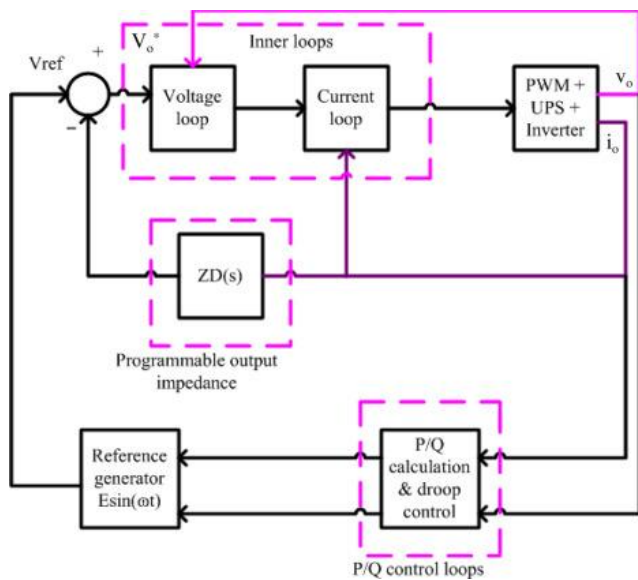 Inner loops
+
Vo*
Vref
Voltage
loop
Current
loop
PWM +
UPS +
Inverter
vo
io
−
ZD(s)
Programmable output
impedance
Reference
generator
Esin(ωt)
P/Q
calculation
& droop
control
P/Q control loops